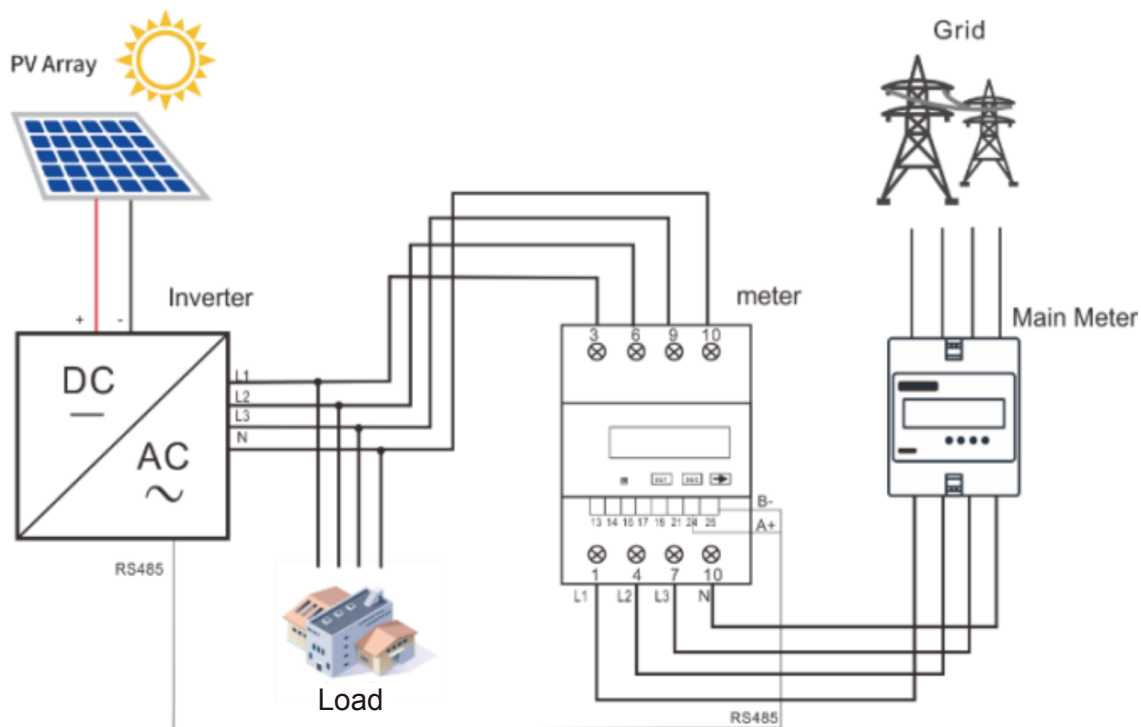 Grid
PV Array
Inverter
meter
Main Meter
+ -
3 6 9 10
DC
L1
L2
L3
N
AC
B-
13 14 16 17 19 21 24 25
A+
RS485
1 4 7 10
L1 L2 L3 N
Load
RS485